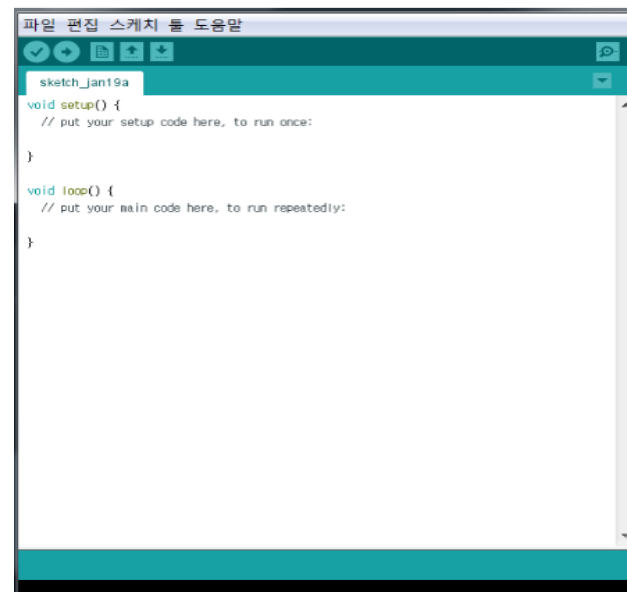 파일 편집 스케치 툴 도움말
sketch_jan19a
void setup() {
// put your setup code here, to run once:
}
void loop() {
// put your main code here, to run repeatedly:
}